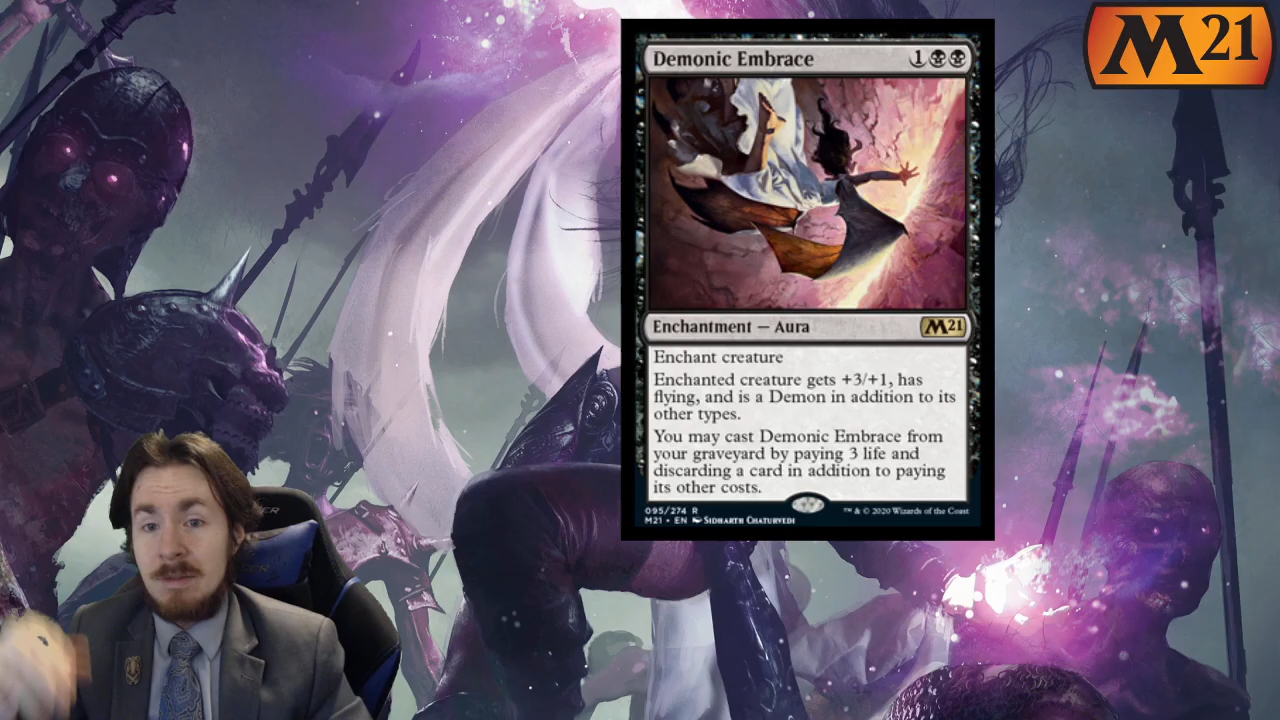 M21
Demonic Embrace 1
Enchantment — Aura M21
Enchant creature
Enchanted creature gets +3/+1, has
flying, and is a Demon in addition to its
other types.
You may cast Demonic Embrace from
your graveyard by paying 3 life and
discarding a card in addition to paying
its other costs.
095/274 R
M21 • EN Sidharth Chaturvedi
™ & © 2020 Wizards of the Coast